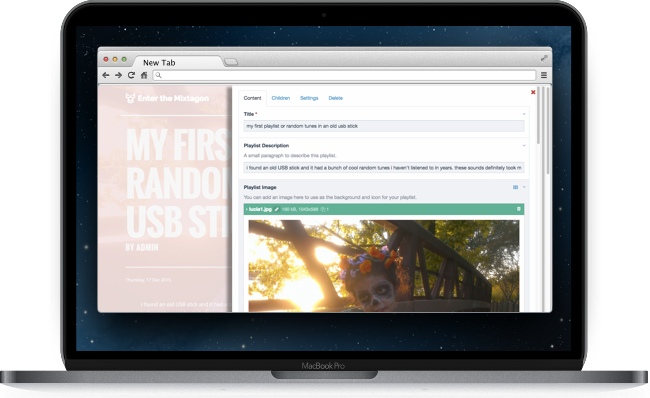 New Tab
Enter the Mixtagon
MY FIRS
RANDO
USB STI
BY ADMIN
I found an old USB stick and it had
Content Children Settings Delete
Title *
my first playlist or random tunes in an old usb stick
Playlist Description
A small paragraph to describe this playlist.
i found an old USB stick and it had a bunch of cool random tunes i haven't listened to in years. these sounds definitely took m
Playlist Image
You can add an image here to use as the background and icon for your playlist.
MacBook Pro